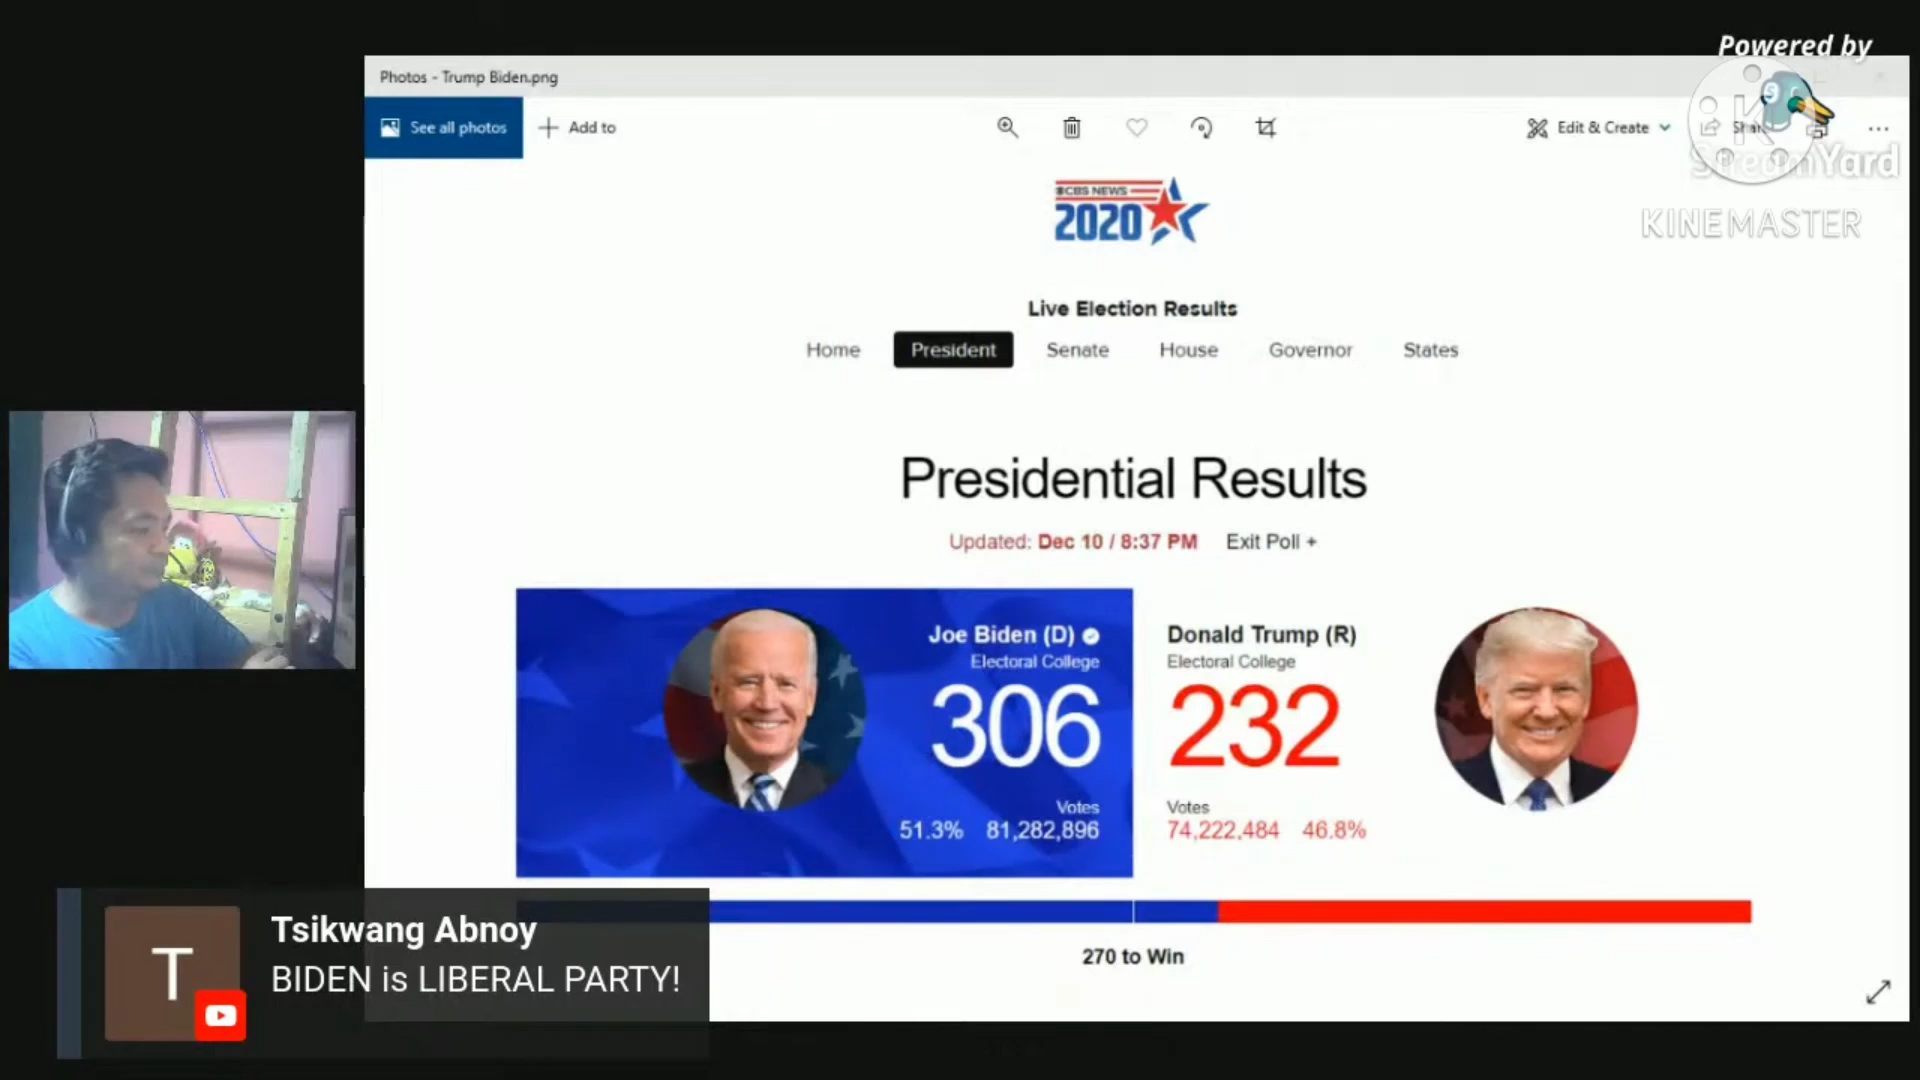 Powered by
Photos - Trump Biden.png
See all photos
Add to
Edit & Create
Share
StreamYard
KINEMASTER
CBS NEWS
2020
Live Election Results
Home President Senate House Governor States
Presidential Results
Updated: Dec 10 / 8:37 PM Exit Poll +
Joe Biden (D)
Electoral College
306
Votes
51.3% 81,282,896
Donald Trump (R)
Electoral College
232
Votes
74,222,484 46.8%
270 to Win
T
Tsikwang Abnoy
BIDEN is LIBERAL PARTY!